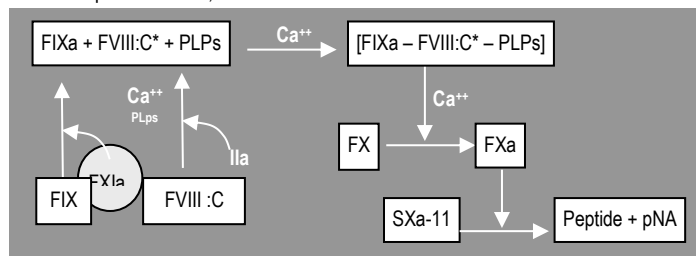 FIXa + FVIII:C* + PLPs
Ca++
[FIXa – FVIII:C* – PLPs]
Ca++
PLps
Ca++
IIa
FX
FXa
FXIa
FIX
FVIII :C
SXa-11
Peptide + pNA